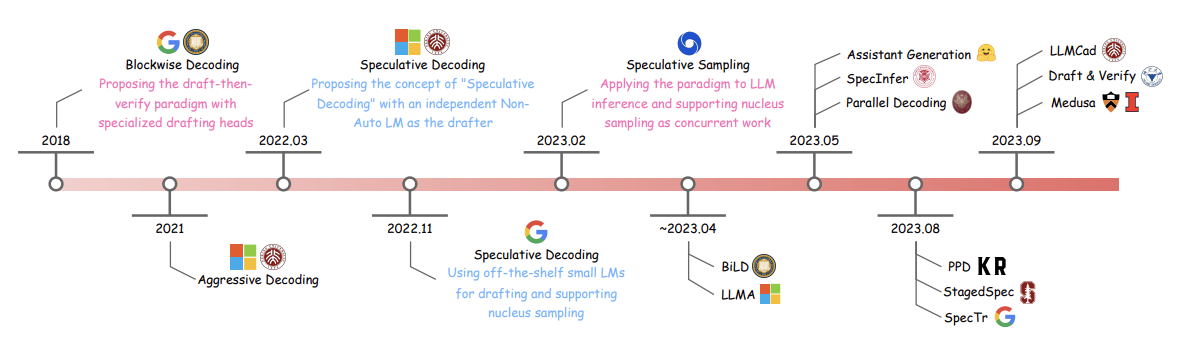 Blockwise Decoding
Proposing the draft-then-
verify paradigm with
specialized drafting heads
2018
2021
Aggressive Decoding
Speculative Decoding
Proposing the concept of "Speculative
Decoding" with an independent Non-
Auto LM as the drafter
2022.03
2022.11
Speculative Decoding
Using off-the-shelf small LMs
for drafting and supporting
nucleus sampling
Speculative Sampling
Applying the paradigm to LLM
inference and supporting nucleus
sampling as concurrent work
2023.02
~2023.04
BiLD
LLMA
Assistant Generation
SpecInfer
Parallel Decoding
2023.05
2023.08
PPD KR
StagedSpec
SpecTr
LLMCad
Draft & Verify
Medusa
2023.09